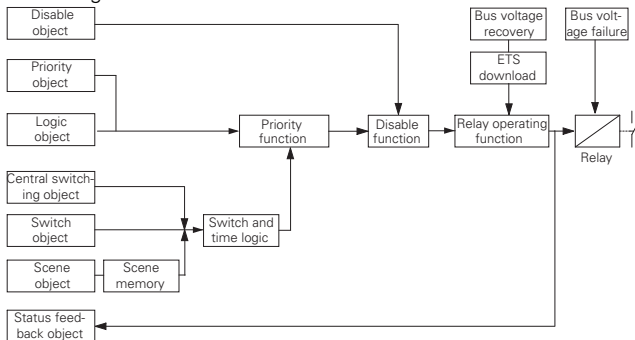 Disable
object
Bus voltage
recovery
Bus volt-
age failure
ETS
download
Priority
object
Logic
object
Priority
function
Disable
function
Relay operating
function
Relay
Central switch-
ing object
Switch
object
Switch and
time logic
Scene
object
Scene
memory
Status feed-
back object